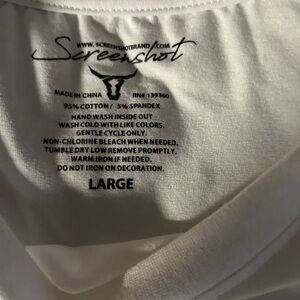 WWW.SCREENSHOTBRAND.COM
Screenshot
MADE IN CHINA RN# 139360
95% COTTON / 5% SPANDEX
HAND WASH INSIDE OUT
WASH COLD WITH LIKE COLORS.
GENTLE CYCLE ONLY.
NON-CHLORINE BLEACH WHEN NEEDED.
TUMBLE DRY LOW REMOVE PROMPTLY.
WARM IRON IF NEEDED.
DO NOT IRON ON DECORATION.
LARGE